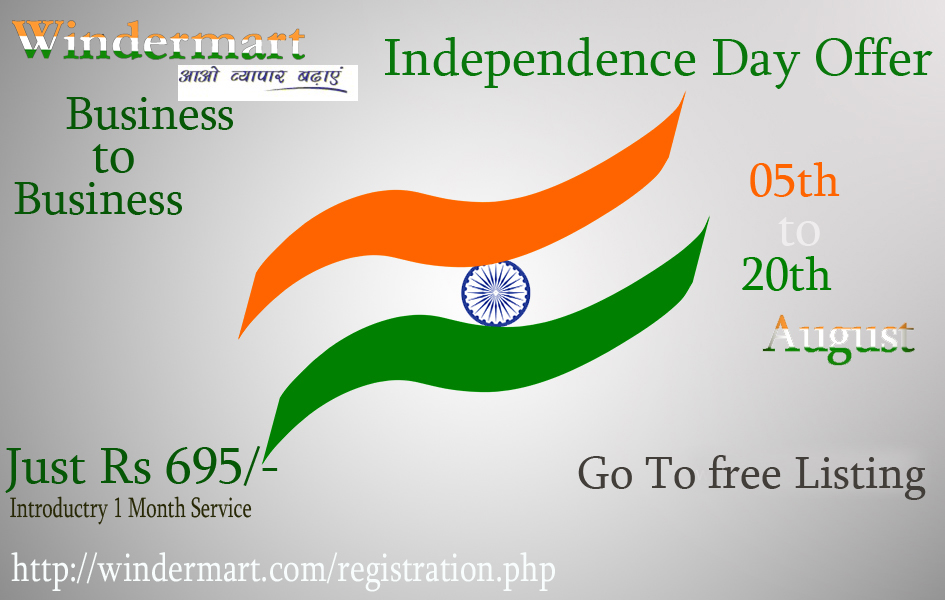 Windermart
आओ व्यापार बढ़ाएं
Independence Day Offer
Business
to
Business
05th
to
20th
August
Just Rs 695/-
Introductry 1 Month Service
Go To free Listing
http://windermart.com/registration.php